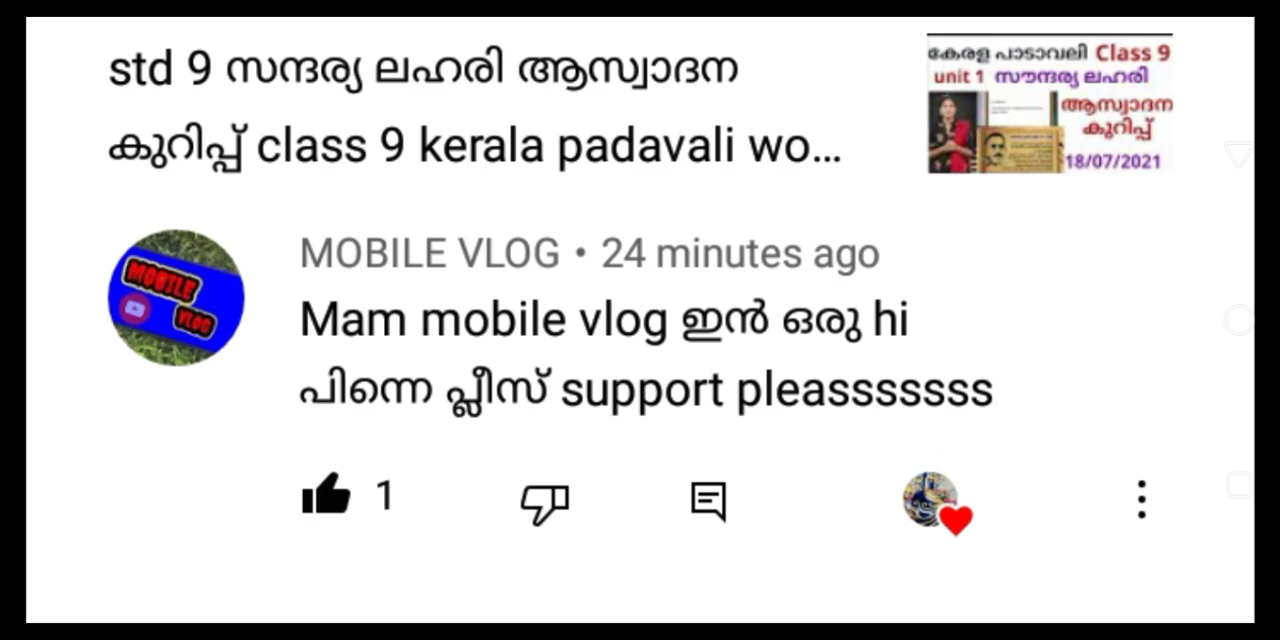 std 9 സന്ദര്യ ലഹരി ആസ്വാദന
കുറിപ്പ് class 9 kerala padavali wo...
കേരള പാടാവലി Class 9
unit 1 സൗന്ദര്യ ലഹരി
ആസ്വാദന
കുറിപ്പ്
18/07/2021
MOBILE
VLOG
MOBILE VLOG • 24 minutes ago
Mam mobile vlog ഇൻ ഒരു hi
പിന്നെ പ്ലീസ് support pleasssssss
1